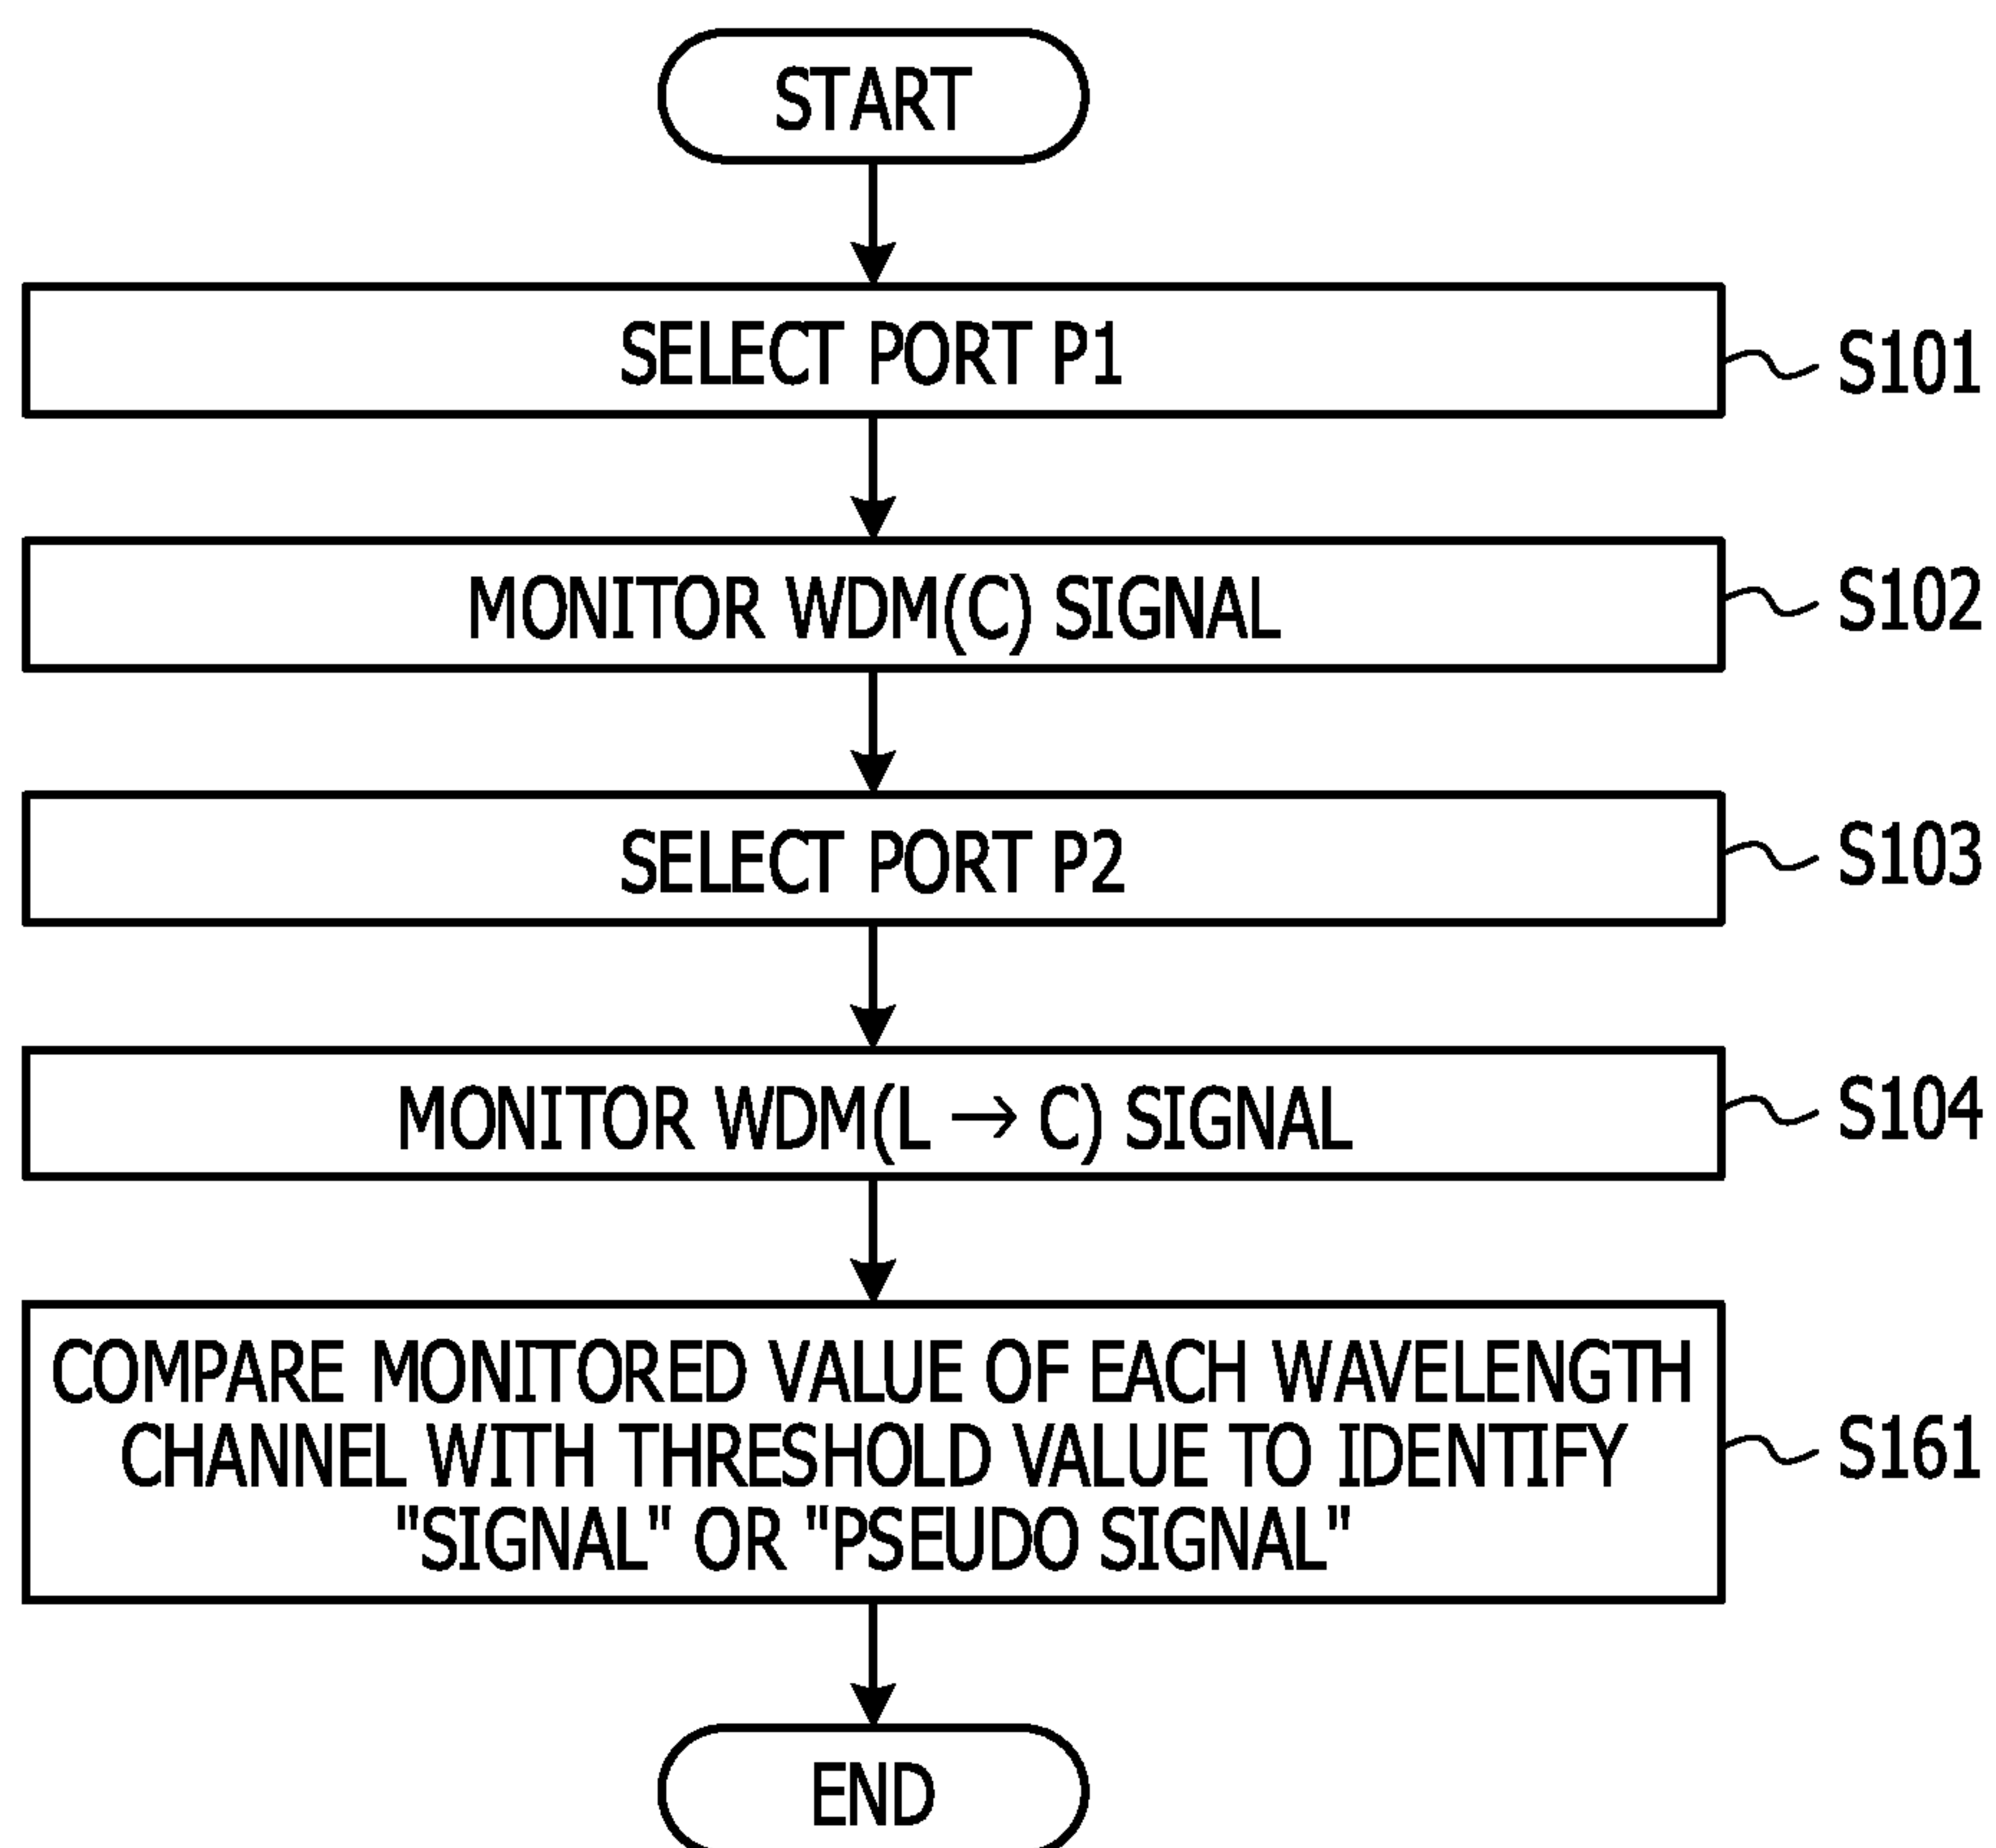 START
SELECT PORT P1
S101
MONITOR WDM(C) SIGNAL
S102
SELECT PORT P2
S103
MONITOR WDM(L → C) SIGNAL
S104
COMPARE MONITORED VALUE OF EACH WAVELENGTH
CHANNEL WITH THRESHOLD VALUE TO IDENTIFY
"SIGNAL" OR "PSEUDO SIGNAL"
S161
END